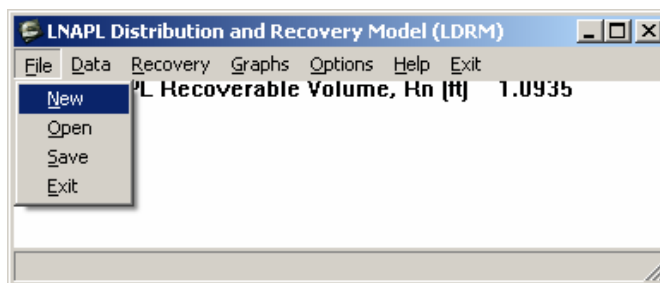 LNAPL Distribution and Recovery Model (LDRM)
File Data Recovery Graphs Options Help Exit
PL Recoverable Volume, Rn (ft) 1.0935
New
Open
Save
Exit